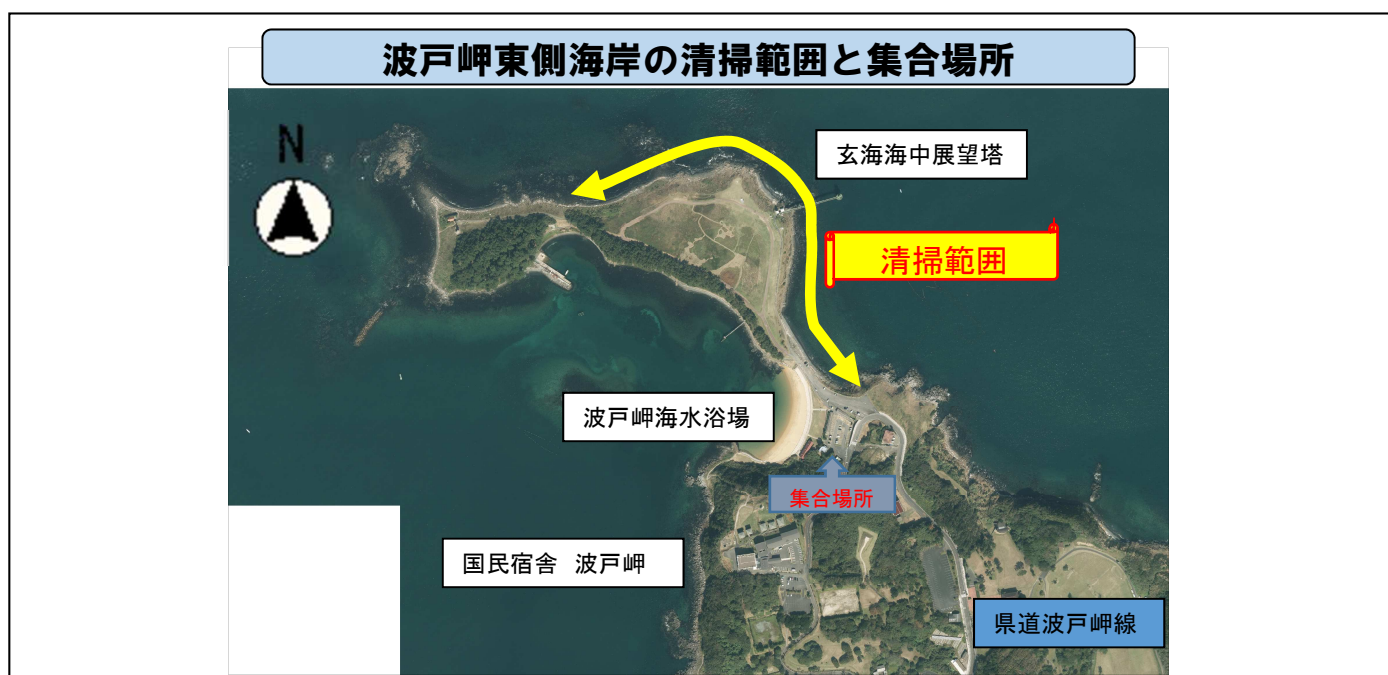 波戸岬東側海岸の清掃範囲と集合場所
N
玄海海中展望塔
清掃範囲
波戸岬海水浴場
集合場所
国民宿舎 波戸岬
県道波戸岬線